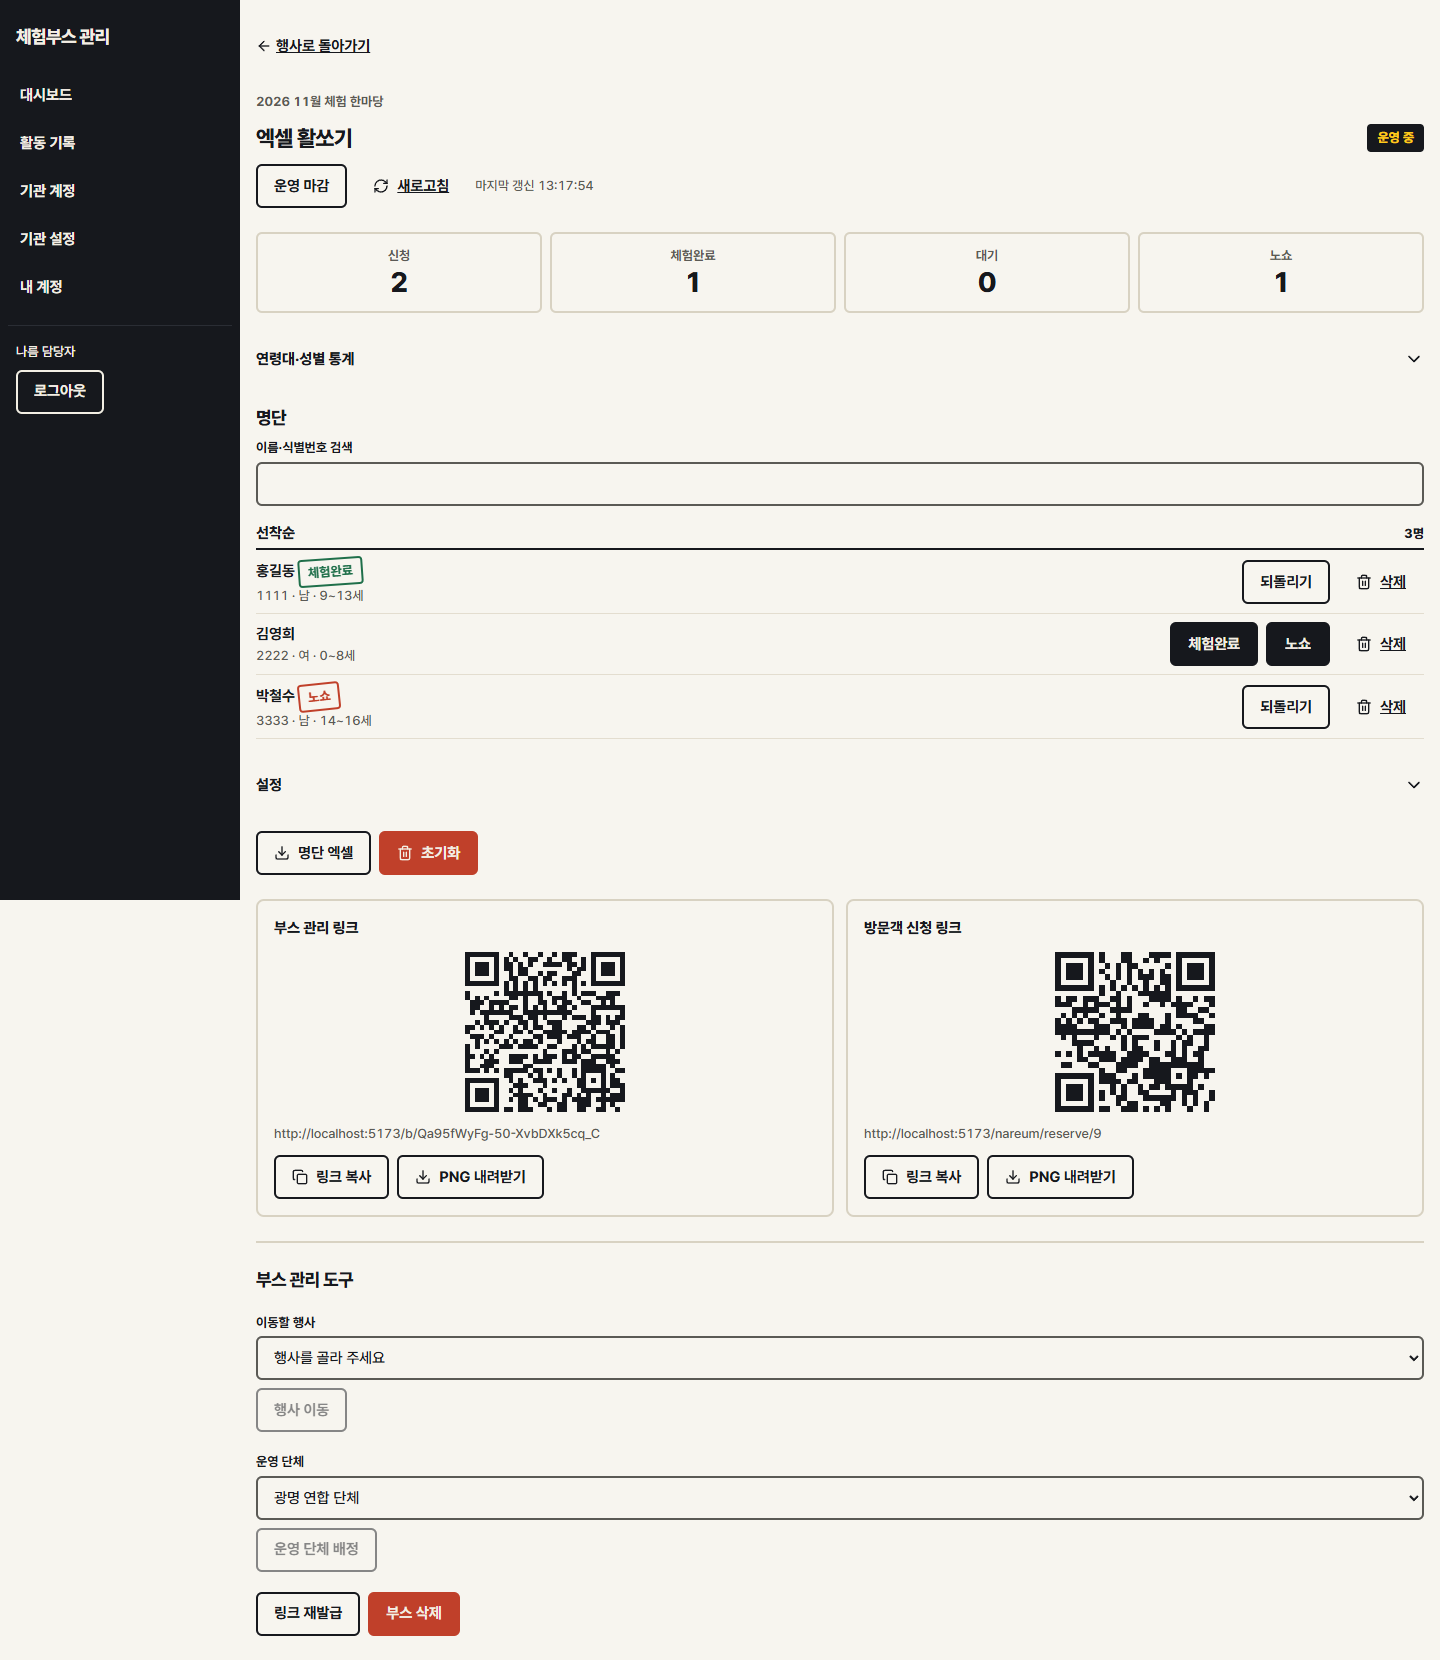 체험부스 관리
대시보드
활동 기록
기관 계정
기관 설정
내 계정
나름 담당자
로그아웃
행사로 돌아가기
2026 11월 체험 한마당
엑셀 활쏘기
운영 중
운영 마감
새로고침
마지막 갱신 13:17:54
신청
2
체험완료
1
대기
0
노쇼
1
연령대·성별 통계
명단
이름·식별번호 검색
선착순
3명
홍길동 체험완료
1111 · 남 · 9~13세
되돌리기
삭제
김영희
2222 · 여 · 0~8세
체험완료
노쇼
삭제
박철수 노쇼
3333 · 남 · 14~16세
되돌리기
삭제
설정
명단 엑셀
초기화
부스 관리 링크
http://localhost:5173/b/Qa95fWyFg-50-XvbDXk5cq_C
링크 복사
PNG 내려받기
방문객 신청 링크
http://localhost:5173/nareum/reserve/9
링크 복사
PNG 내려받기
부스 관리 도구
이동할 행사
행사를 골라 주세요
행사 이동
운영 단체
광명 연합 단체
운영 단체 배정
링크 재발급
부스 삭제